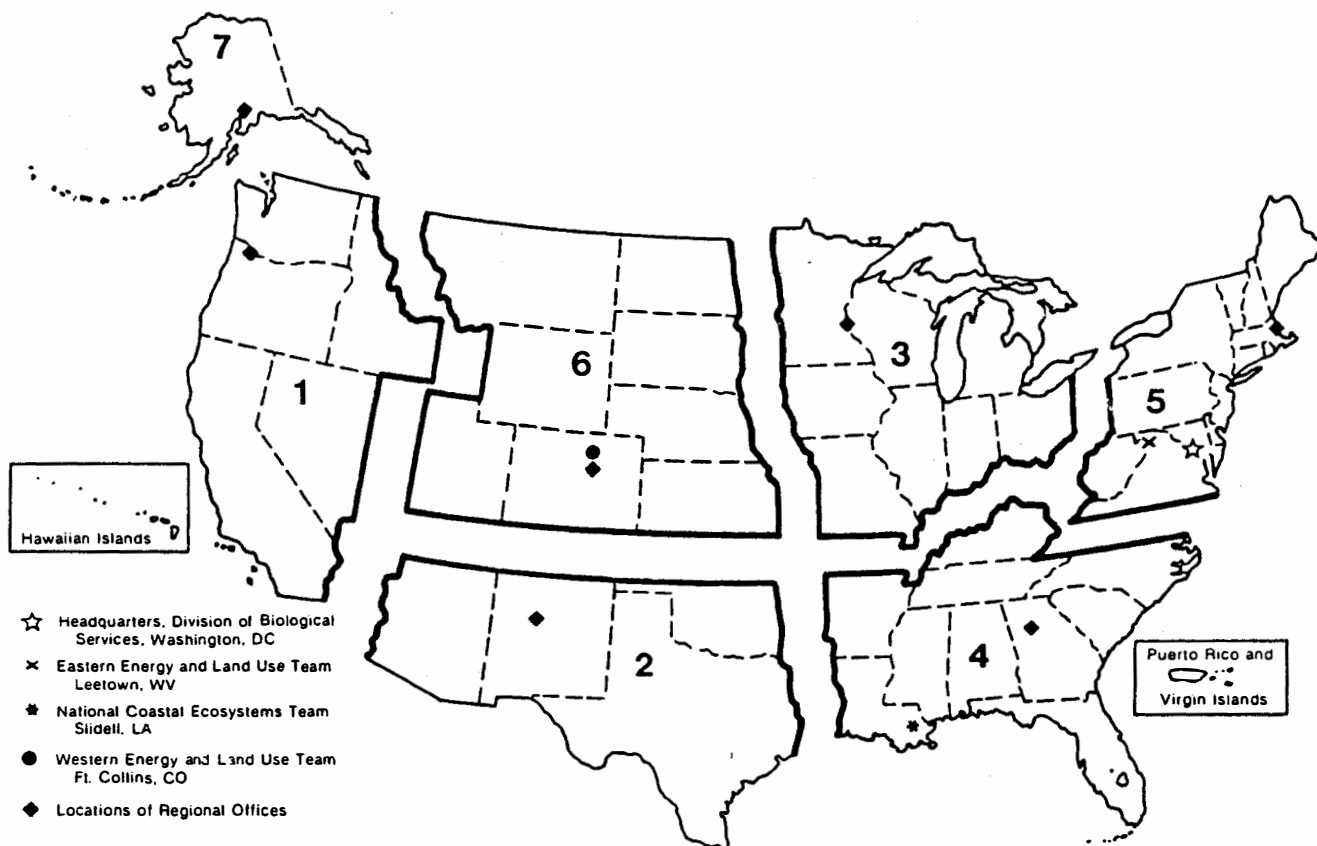 7
6
3
1
5
Hawaiian Islands
2
4
Puerto Rico and
Virgin Islands
Headquarters, Division of Biological
Services, Washington, DC
Eastern Energy and Land Use Team
Leetown, WV
National Coastal Ecosystems Team
Slidell, LA
Western Energy and Land Use Team
Ft. Collins, CO
Locations of Regional Offices